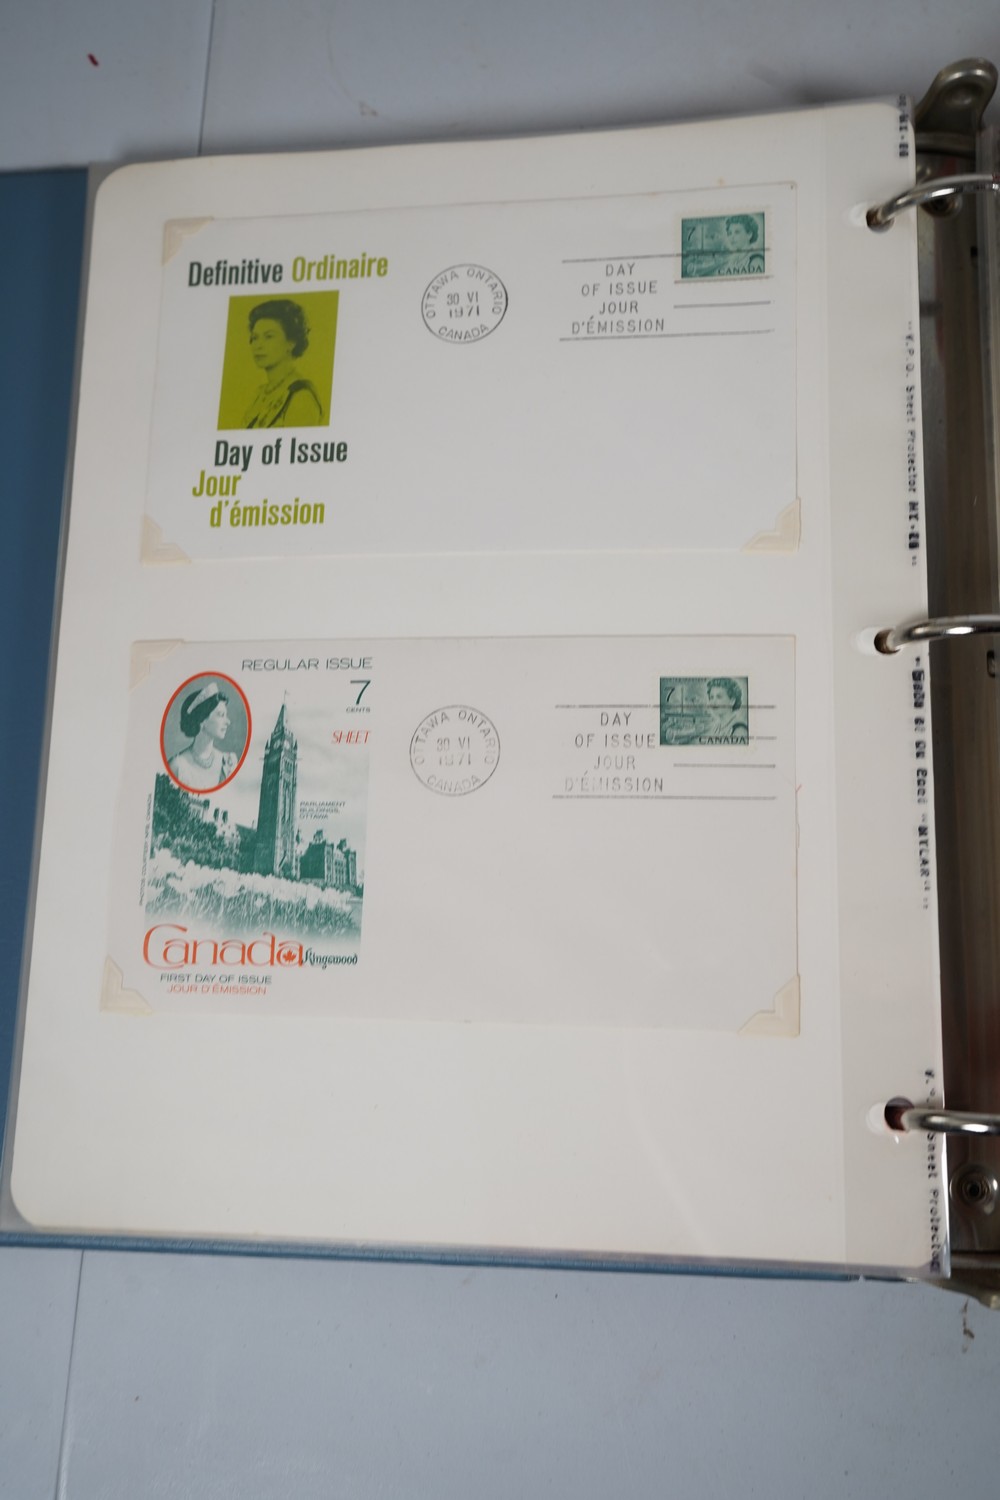 Definitive Ordinaire
Day of Issue
Jour
d'émission
OTTAWA ONTARIO
30 VI
1971
CANADA
DAY
OF ISSUE
JOUR
D'ÉMISSION
7
CANADA
REGULAR ISSUE
7
CENTS
SHEET
PARLIAMENT
BUILDINGS,
OTTAWA
Canada
Kingswood
FIRST DAY OF ISSUE
JOUR D'ÉMISSION
OTTAWA ONTARIO
30 VI
1971
CANADA
DAY
OF ISSUE
JOUR
D'ÉMISSION
7
CANADA
V.P.D. Sheet Protector
MYLAR
Sheet Protector